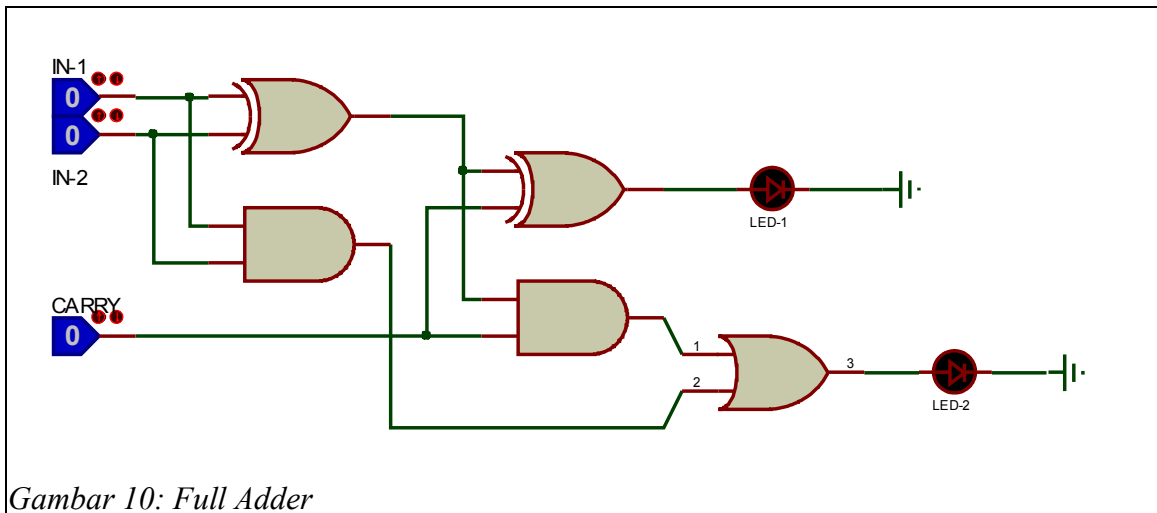 IN-1
0
0
IN-2
CARRY
0
LED-1
1
2
3
LED-2
Gambar 10: Full Adder